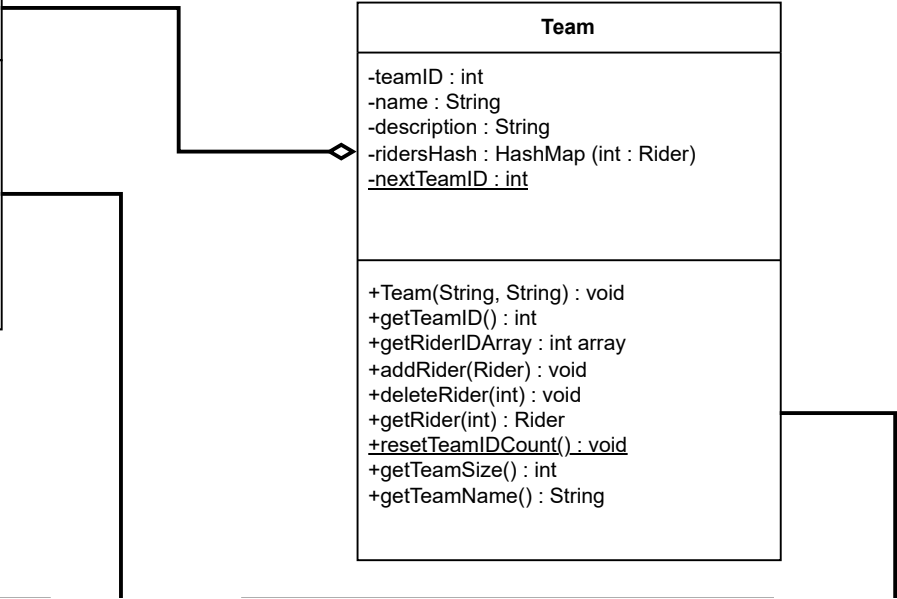 Team
-teamID : int
-name : String
-description : String
-ridersHash : HashMap (int : Rider)
-nextTeamID : int
+Team(String, String) : void
+getTeamID() : int
+getRiderIDArray : int array
+addRider(Rider) : void
+deleteRider(int) : void
+getRider(int) : Rider
+resetTeamIDCount() : void
+getTeamSize() : int
+getTeamName() : String